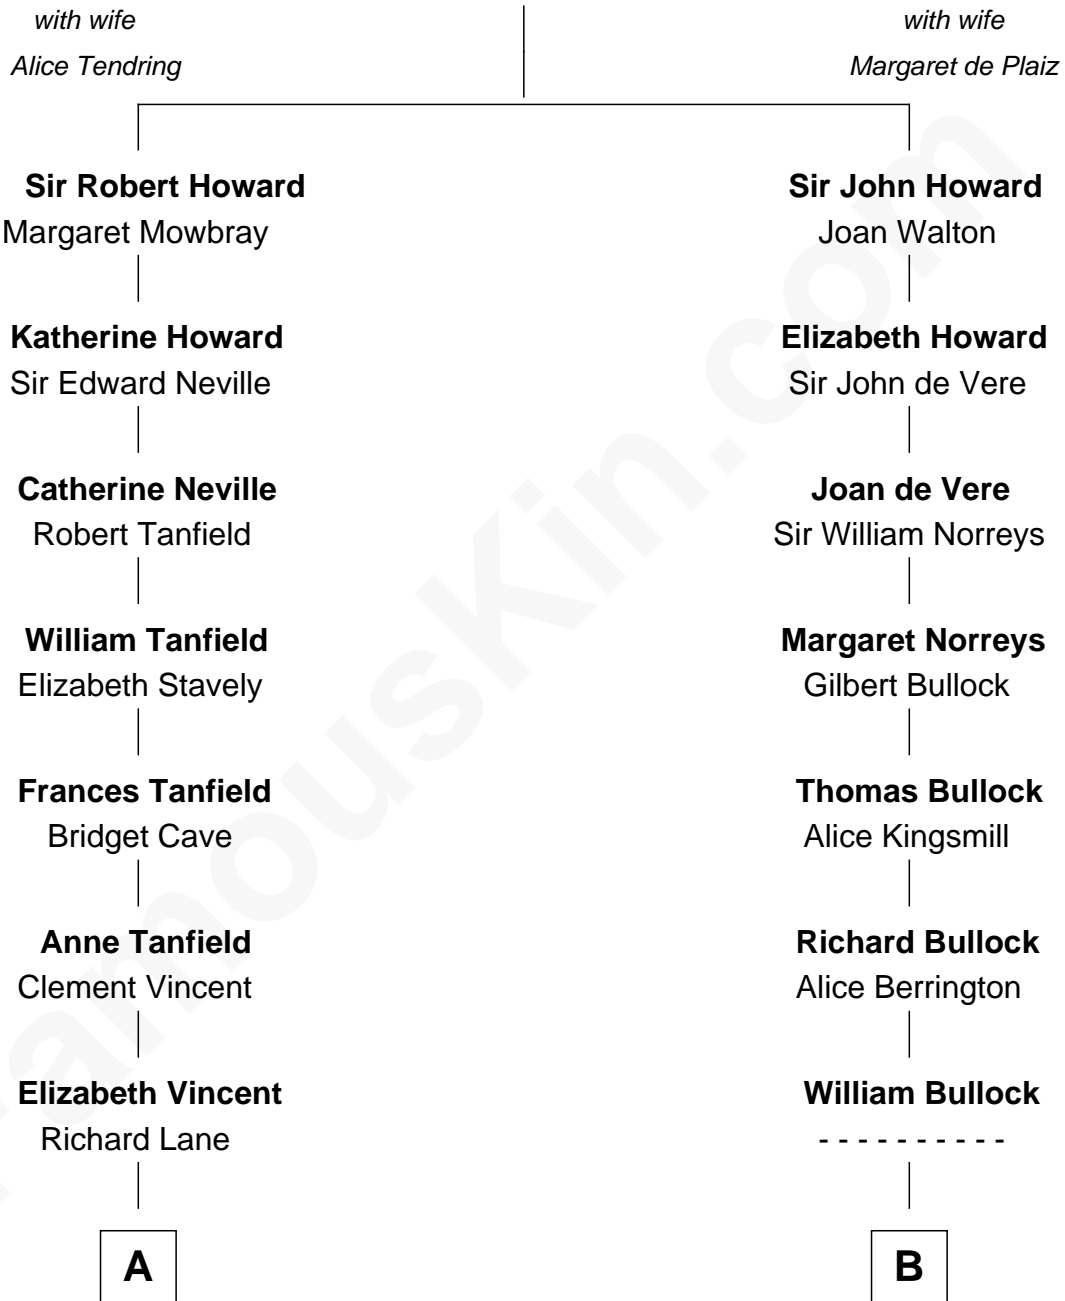 with wife
with wife
Alice Tendring
Margaret de Plaiz
Sir Robert Howard
Sir John Howard
Margaret Mowbray
Joan Walton
Katherine Howard
Elizabeth Howard
Sir Edward Neville
Sir John de Vere
Catherine Neville
Joan de Vere
Robert Tanfield
Sir William Norreys
William Tanfield
Margaret Norreys
Elizabeth Stavely
Gilbert Bullock
Frances Tanfield
Thomas Bullock
Bridget Cave
Alice Kingsmill
Anne Tanfield
Richard Bullock
Clement Vincent
Alice Berrington
Elizabeth Vincent
William Bullock
Richard Lane
- - - - - - - - - -
A
B
FamousKin.com